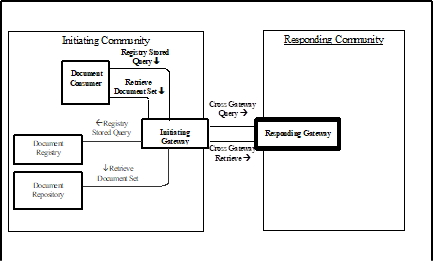 Initiating Community
Responding Community
Registry Stored
Query ↓
Document
Consumer
Retrieve
Document Set ↓
Cross Gateway
Query →
←Registry
Stored Query
Initiating
Gateway
Responding Gateway
Document
Registry
Cross Gateway
Retrieve →
↓Retrieve
Document Set
Document
Repository